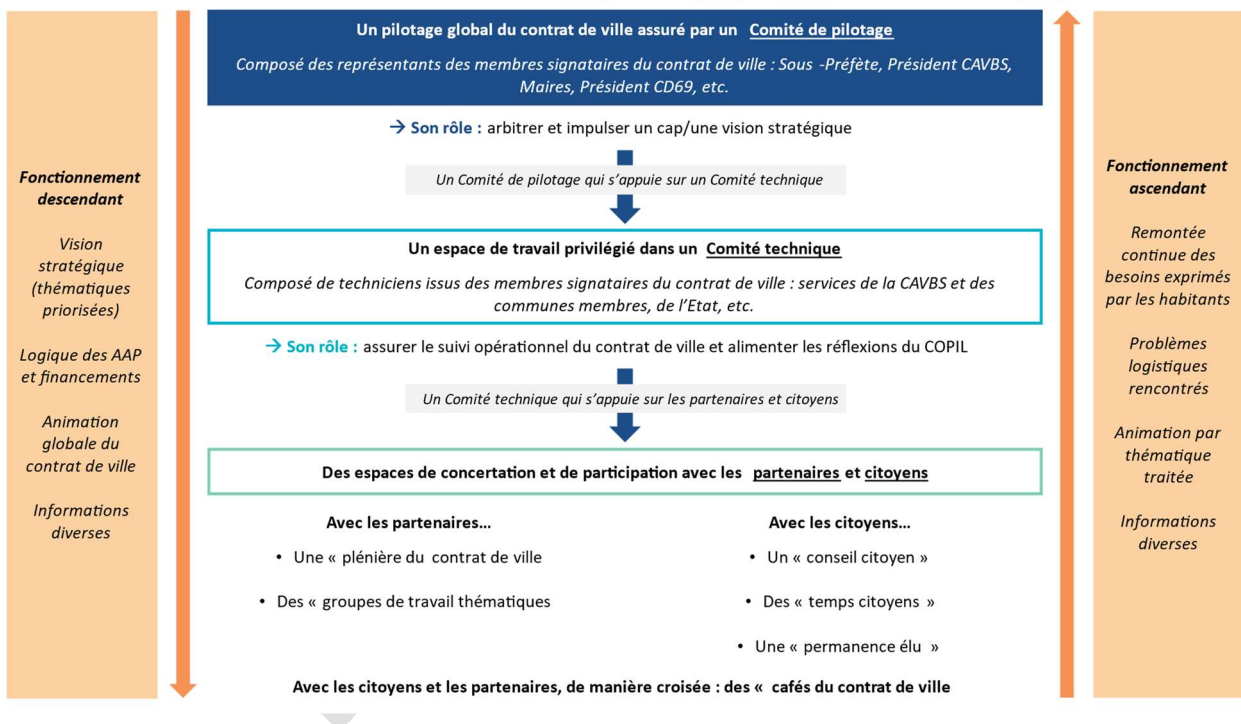 Un pilotage global du contrat de ville assuré par un Comité de pilotage
Composé des représentants des membres signataires du contrat de ville : Sous -Préfète, Président CAVBS,
Maires, Président CD69, etc.
→ Son rôle : arbitrer et impulser un cap/une vision stratégique
Un Comité de pilotage qui s'appuie sur un Comité technique
Un espace de travail privilégié dans un Comité technique
Composé de techniciens issus des membres signataires du contrat de ville : services de la CAVBS et des
communes membres, de l'Etat, etc.
→ Son rôle : assurer le suivi opérationnel du contrat de ville et alimenter les réflexions du COPIL
Un Comité technique qui s'appuie sur les partenaires et citoyens
Des espaces de concertation et de participation avec les partenaires et citoyens
Avec les partenaires…
• Une « plénière du contrat de ville
• Des « groupes de travail thématiques
Avec les citoyens…
• Un « conseil citoyen »
• Des « temps citoyens »
• Une « permanence élu »
Avec les citoyens et les partenaires, de manière croisée : des « cafés du contrat de ville
Fonctionnement
descendant
Vision
stratégique
(thématiques
priorisées)
Logique des AAP
et financements
Animation
globale du
contrat de ville
Informations
diverses
Fonctionnement
ascendant
Remontée
continue des
besoins exprimés
par les habitants
Problèmes
logistiques
rencontrés
Animation par
thématique
traitée
Informations
diverses